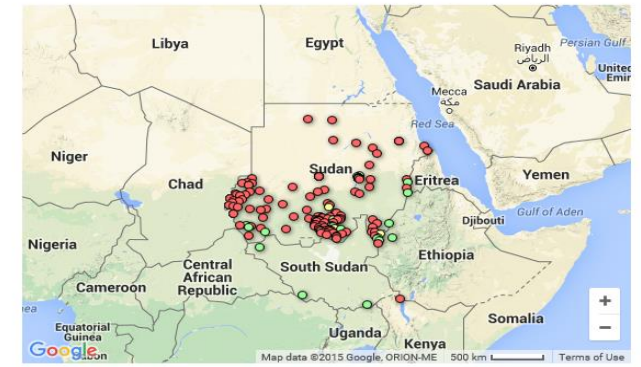 Libya
Egypt
Riyadh
الرياض
Persian Gulf
United
Emir
Mecca
مكة
Saudi Arabia
Red Sea
Niger
Chad
Sudan
Eritrea
Yemen
Djibouti
Gulf of Aden
Nigeria
Central
African
Republic
South Sudan
Ethiopia
Cameroon
Somalia
Equatorial
Guinea
Gabon
Uganda
Kenya
+
−
Google
Map data ©2015 Google, ORION-ME
500 km
Terms of Use